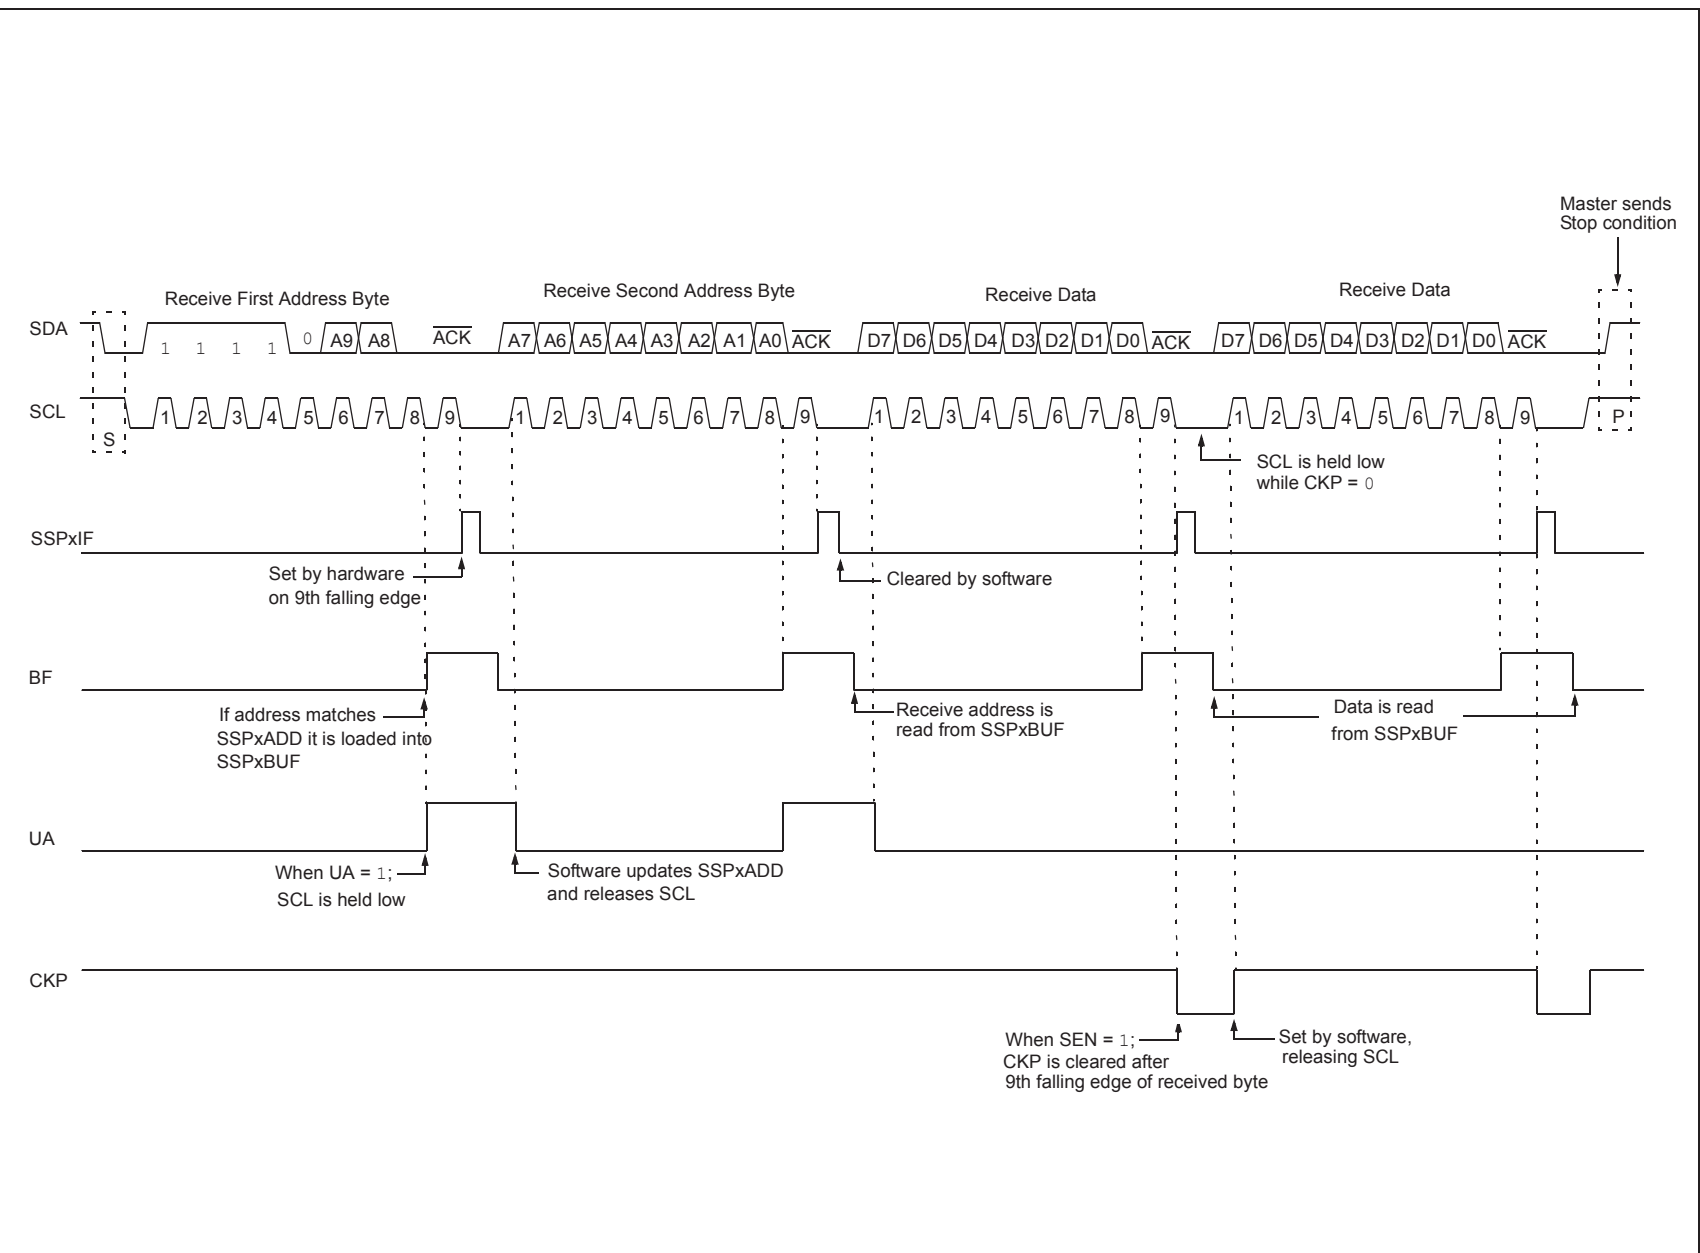 Master sends
Stop condition
Receive First Address Byte
Receive Second Address Byte
Receive Data
Receive Data
SDA
1 1 1 1 0 A9 A8 ACK A7 A6 A5 A4 A3 A2 A1 A0 ACK D7 D6 D5 D4 D3 D2 D1 D0 ACK D7 D6 D5 D4 D3 D2 D1 D0 ACK
SCL
S 1 2 3 4 5 6 7 8 9 1 2 3 4 5 6 7 8 9 1 2 3 4 5 6 7 8 9 1 2 3 4 5 6 7 8 9 P
SCL is held low
while CKP = 0
SSPxIF
Set by hardware
on 9th falling edge
Cleared by software
BF
If address matches
SSPxADD it is loaded into
SSPxBUF
Receive address is
read from SSPxBUF
Data is read
from SSPxBUF
UA
When UA = 1;
SCL is held low
Software updates SSPxADD
and releases SCL
CKP
When SEN = 1;
CKP is cleared after
9th falling edge of received byte
Set by software,
releasing SCL